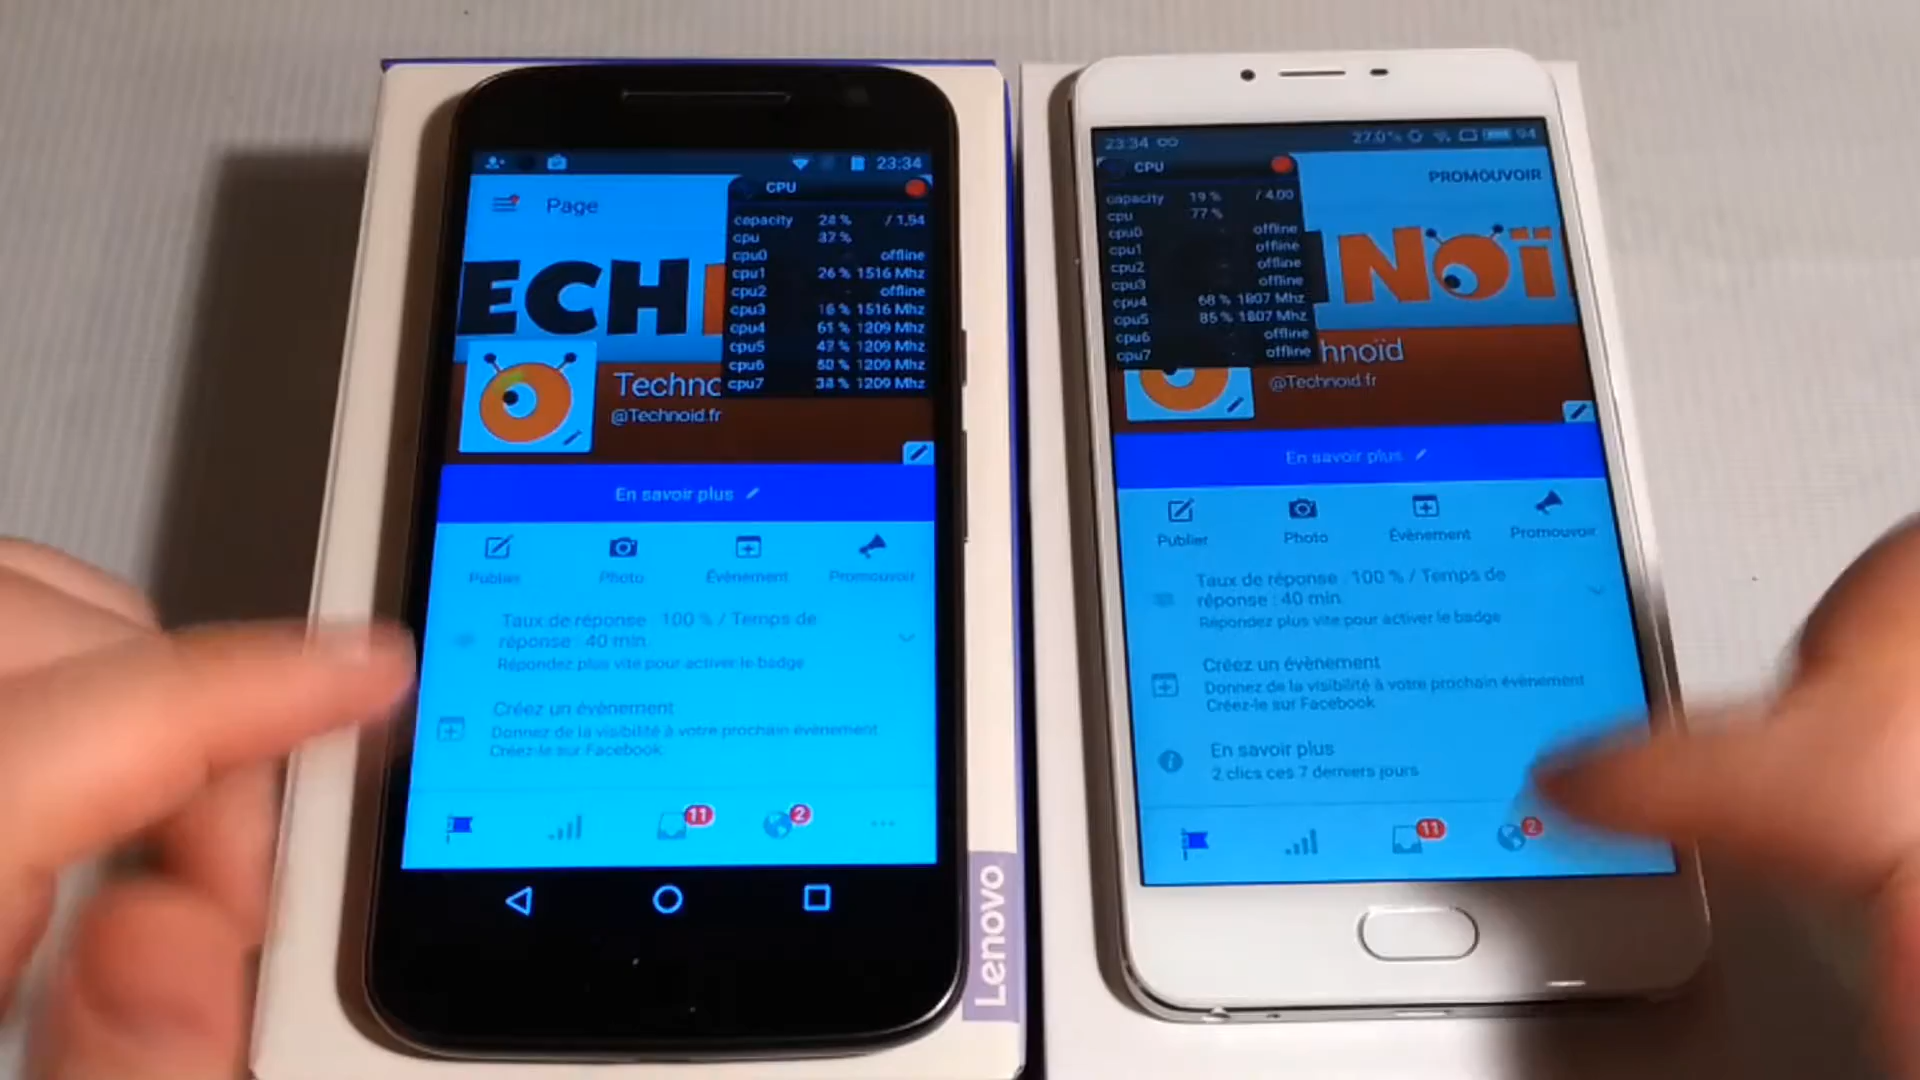 23:34
Page
CPU
capacity 28 % / 1,94
cpu 37 %
cpu0 - offline
cpu1 26 % 1516 Mhz
cpu2 - offline
cpu3 16 % 1516 Mhz
cpu4 61 % 1209 Mhz
cpu5 47 % 1209 Mhz
cpu6 50 % 1209 Mhz
cpu7 38 % 1209 Mhz
ECH
Techno
@Technoid.fr
En savoir plus
Publier Photo Évènement Promouvoir
Taux de réponse : 100 % / Temps de
réponse : 40 min
Répondez plus vite pour activer le badge
Créez un évènement
Donnez de la visibilité à votre prochain évènement
Créez-le sur Facebook
11 2
Lenovo
23:34 27.0 % 94
CPU
PROMOUVOIR
capacity 19 % / 4.00
cpu 77 %
cpu0 - offline
cpu1 - offline
cpu2 - offline
cpu3 - offline
cpu4 68 % 1807 Mhz
cpu5 85 % 1807 Mhz
cpu6 - offline
cpu7 - offline
NOÏ
hnoïd
@Technoid.fr
En savoir plus
Publier Photo Évènement Promouvoir
Taux de réponse : 100 % / Temps de
réponse : 40 min
Répondez plus vite pour activer le badge
Créez un évènement
Donnez de la visibilité à votre prochain évènement
Créez-le sur Facebook
En savoir plus
2 clics ces 7 derniers jours
11 2